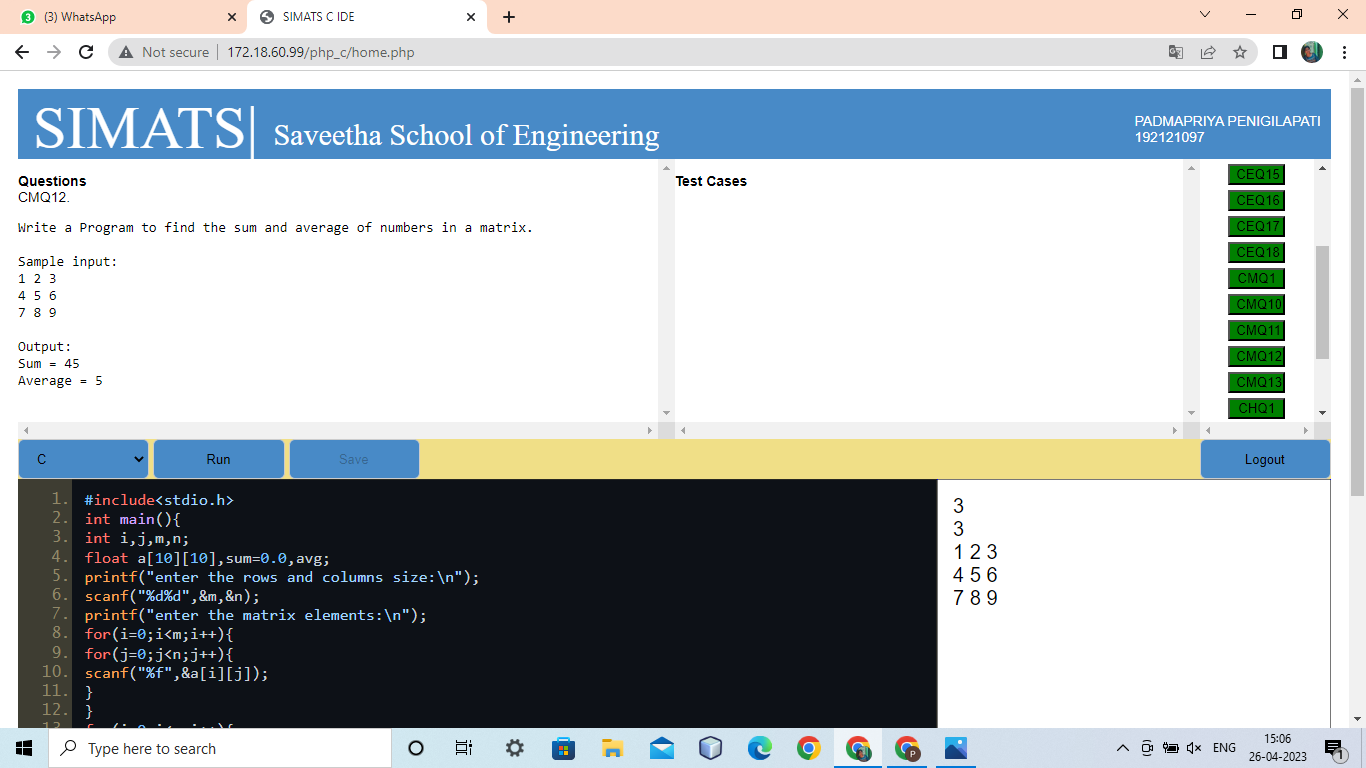 (3) WhatsApp
SIMATS C IDE
Not secure
172.18.60.99/php_c/home.php
SIMATS|
Saveetha School of Engineering
PADMAPRIYA PENIGILAPATI
192121097
Questions
CMQ12.
Write a Program to find the sum and average of numbers in a matrix.
Sample input:
1 2 3
4 5 6
7 8 9
Output:
Sum = 45
Average = 5
Test Cases
CEQ15
CEQ16
CEQ17
CEQ18
CMQ1
CMQ10
CMQ11
CMQ12
CMQ13
CHQ1
C
Run
Save
Logout
1. #include<stdio.h>
2. int main(){
3. int i,j,m,n;
4. float a[10][10],sum=0.0,avg;
5. printf("enter the rows and columns size:\n");
6. scanf("%d%d",&m,&n);
7. printf("enter the matrix elements:\n");
8. for(i=0;i<m;i++){
9. for(j=0;j<n;j++){
10. scanf("%f",&a[i][j]);
11. }
12. }
3
3
1 2 3
4 5 6
7 8 9
Type here to search
ENG
15:06
26-04-2023
1